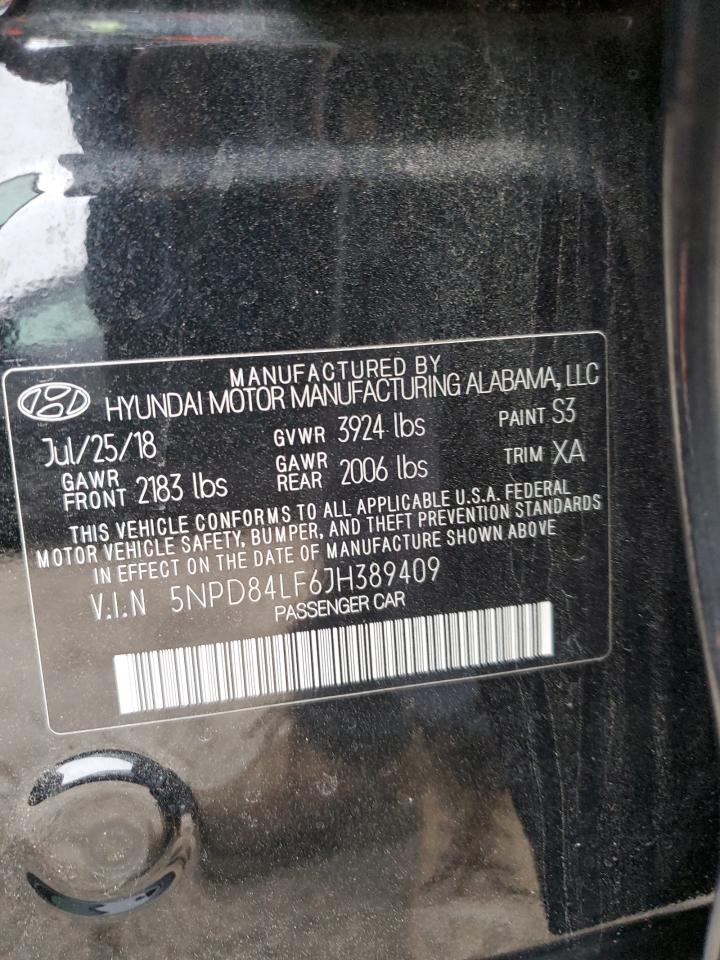 MANUFACTURED BY
HYUNDAI MOTOR MANUFACTURING ALABAMA, LLC
Jul/25/18 GVWR 3924 lbs PAINT S3
GAWR FRONT 2183 lbs GAWR REAR 2006 lbs TRIM XA
THIS VEHICLE CONFORMS TO ALL APPLICABLE U.S.A. FEDERAL
MOTOR VEHICLE SAFETY, BUMPER, AND THEFT PREVENTION STANDARDS
IN EFFECT ON THE DATE OF MANUFACTURE SHOWN ABOVE
V.I.N 5NPD84LF6JH389409
PASSENGER CAR
K